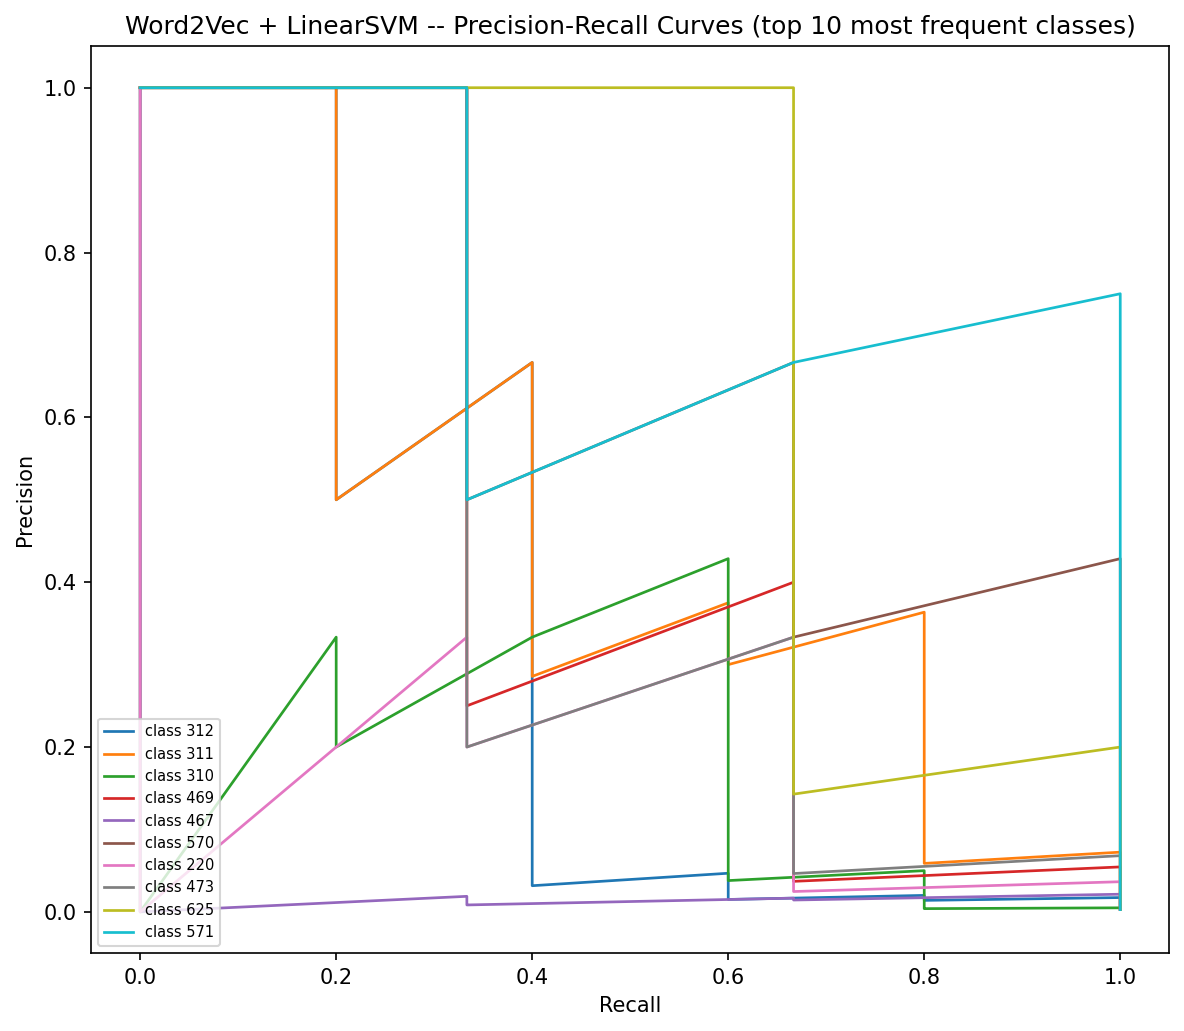 Word2Vec + LinearSVM -- Precision-Recall Curves (top 10 most frequent classes)
1.0
0.8
0.6
0.4
0.2
0.0
Precision
class 312
class 311
class 310
class 469
class 467
class 570
class 220
class 473
class 625
class 571
0.0 0.2 0.4 0.6 0.8 1.0
Recall